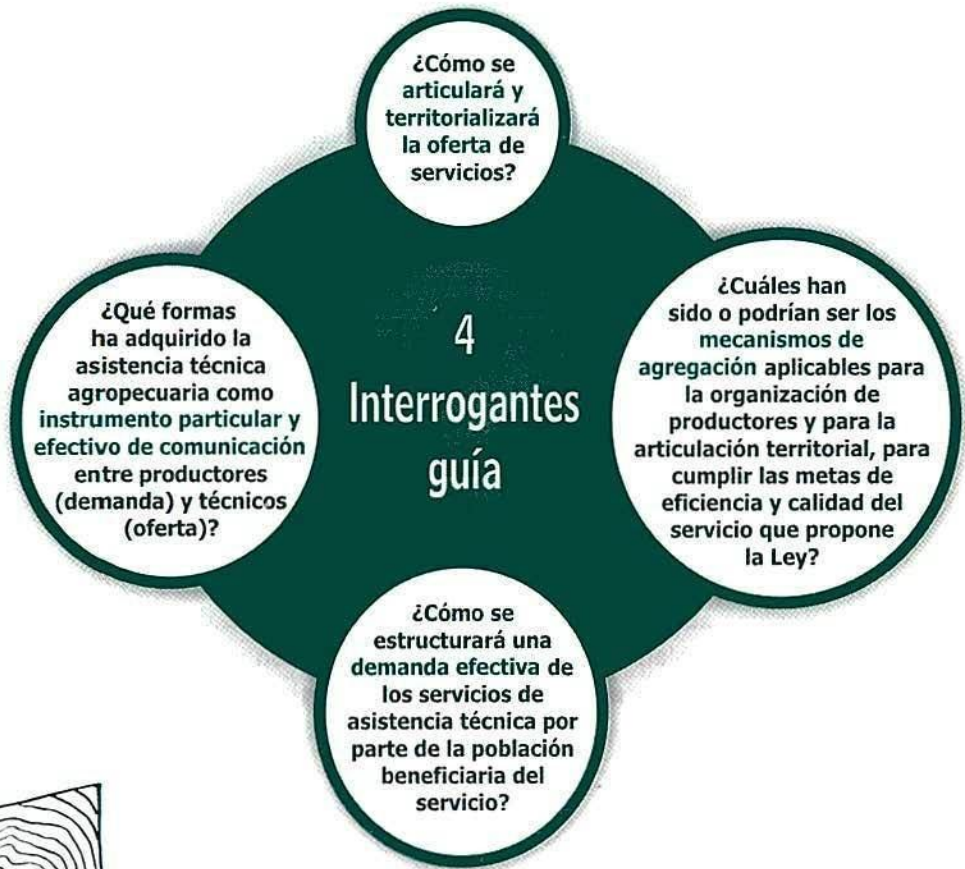 ¿Cómo se
articulará y
territorializará
la oferta de
servicios?
¿Qué formas
ha adquirido la
asistencia técnica
agropecuaria como
instrumento particular y
efectivo de comunicación
entre productores
(demanda) y técnicos
(oferta)?
4
Interrogantes
guía
¿Cuáles han
sido o podrían ser los
mecanismos de
agregación aplicables para
la organización de
productores y para la
articulación territorial, para
cumplir las metas de
eficiencia y calidad del
servicio que propone
la Ley?
¿Cómo se
estructurará una
demanda efectiva de
los servicios de
asistencia técnica por
parte de la población
beneficiaria del
servicio?